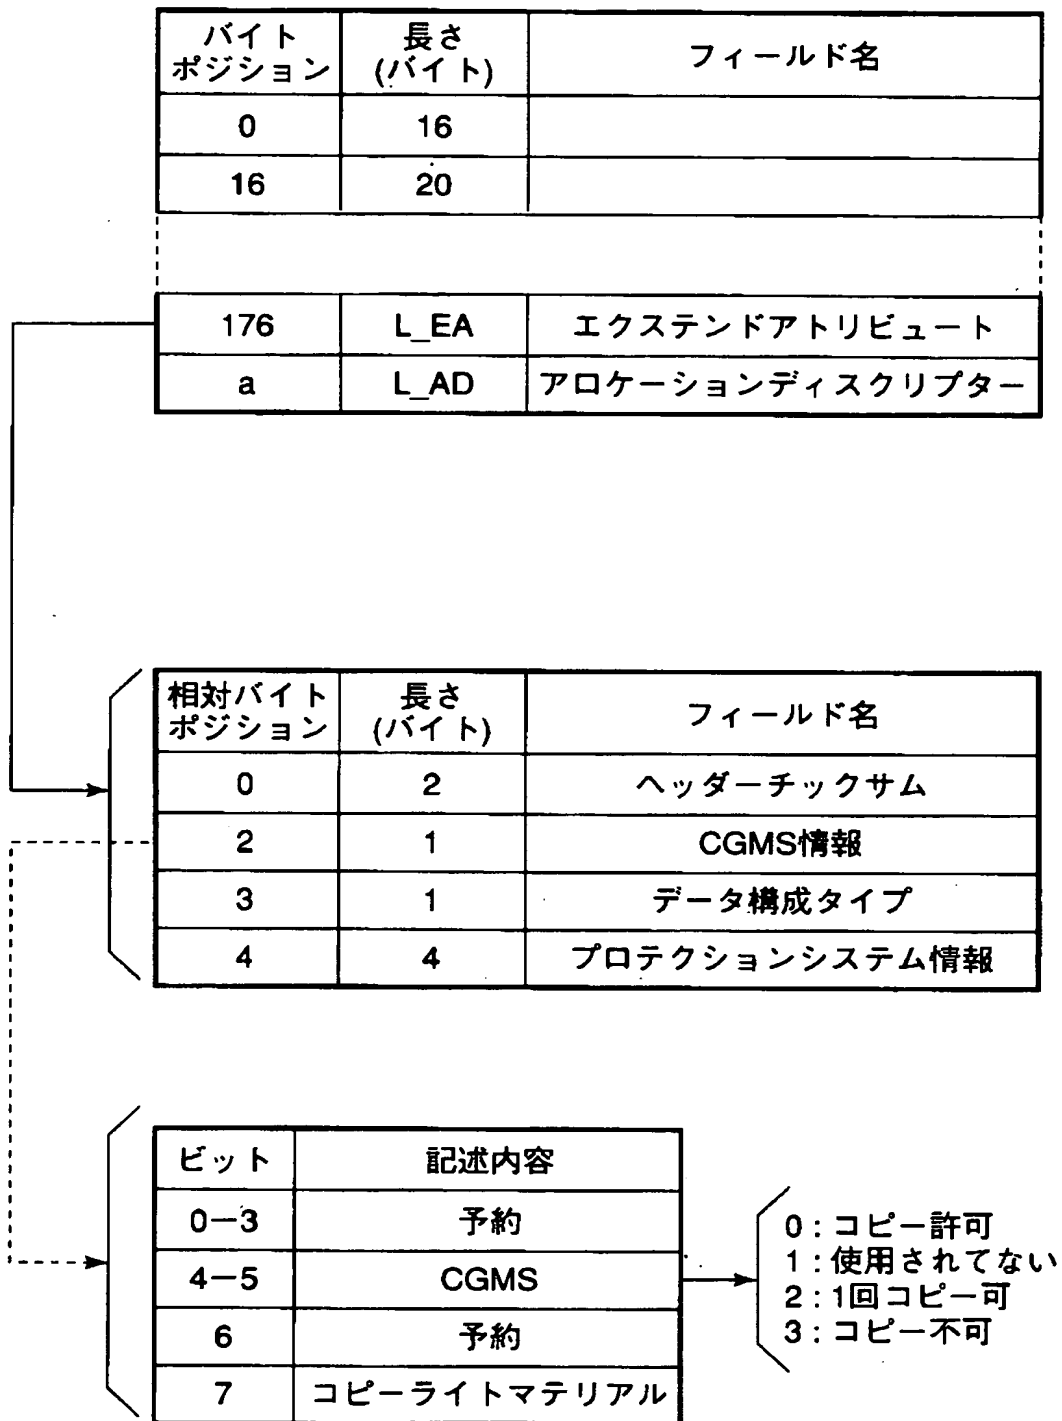 バイト
ポジション
長さ
(バイト)
フィールド名
0 16
16 20
176 L_EA エクステンドアトリビュート
a L_AD アロケーションディスクリプター
相対バイト
ポジション
長さ
(バイト)
フィールド名
0 2 ヘッダーチックサム
2 1 CGMS情報
3 1 データ構成タイプ
4 4 プロテクションシステム情報
ビット 記述内容
0−3 予約
4−5 CGMS
6 予約
7 コピーライトマテリアル
0：コピー許可
1：使用されてない
2：1回コピー可
3：コピー不可